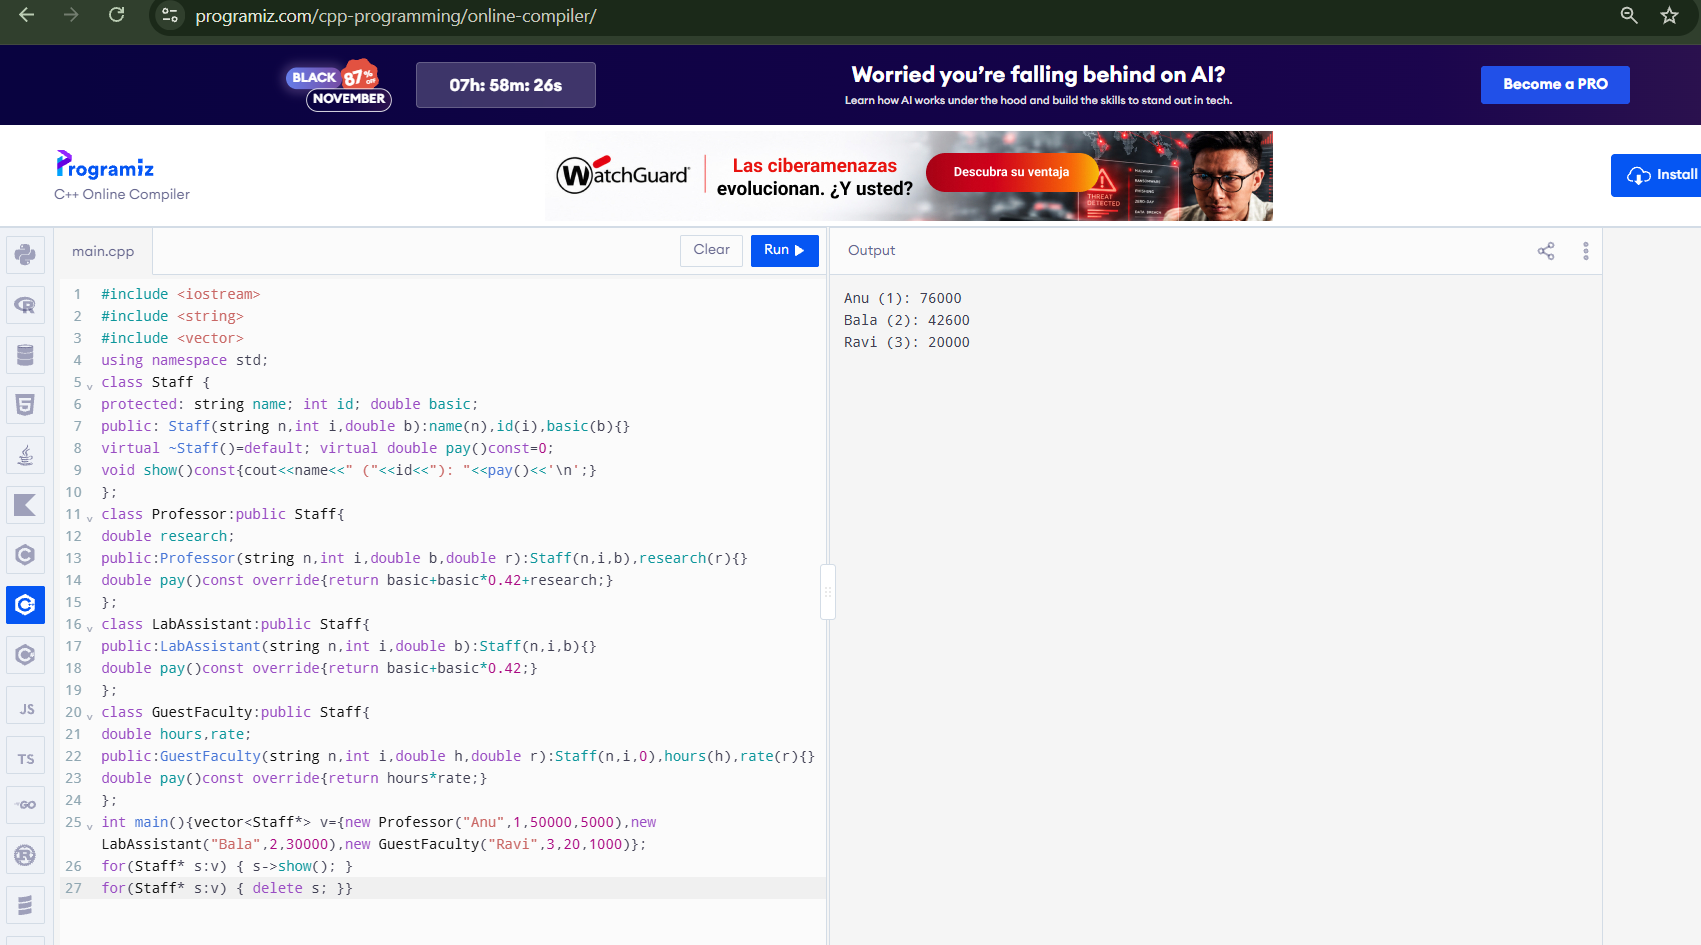 programiz.com/cpp-programming/online-compiler/
BLACK 87% OFF
NOVEMBER
07h: 58m: 26s
Worried you’re falling behind on AI?
Learn how AI works under the hood and build the skills to stand out in tech.
Become a PRO
Programiz
C++ Online Compiler
WatchGuard
Las ciberamenazas
evolucionan. ¿Y usted?
Descubra su ventaja
THREAT
DETECTED
MALWARE
RANSOMWARE
PHISHING
ZERO-DAY
DATA BREACH
Install
main.cpp
Clear
Run
Output
1 #include <iostream>
2 #include <string>
3 #include <vector>
4 using namespace std;
5 class Staff {
6 protected: string name; int id; double basic;
7 public: Staff(string n,int i,double b):name(n),id(i),basic(b){}
8 virtual ~Staff()=default; virtual double pay()const=0;
9 void show()const{cout<<name<<" ("<<id<<"): "<<pay()<<'\n';}
10 };
11 class Professor:public Staff{
12 double research;
13 public:Professor(string n,int i,double b,double r):Staff(n,i,b),research(r){}
14 double pay()const override{return basic+basic*0.42+research;}
15 };
16 class LabAssistant:public Staff{
17 public:LabAssistant(string n,int i,double b):Staff(n,i,b){}
18 double pay()const override{return basic+basic*0.42;}
19 };
20 class GuestFaculty:public Staff{
21 double hours,rate;
22 public:GuestFaculty(string n,int i,double h,double r):Staff(n,i,0),hours(h),rate(r){}
23 double pay()const override{return hours*rate;}
24 };
25 int main(){vector<Staff*> v={new Professor("Anu",1,50000,5000),new
LabAssistant("Bala",2,30000),new GuestFaculty("Ravi",3,20,1000)};
26 for(Staff* s:v) { s->show(); }
27 for(Staff* s:v) { delete s; }}
Anu (1): 76000
Bala (2): 42600
Ravi (3): 20000
JS
TS
GO